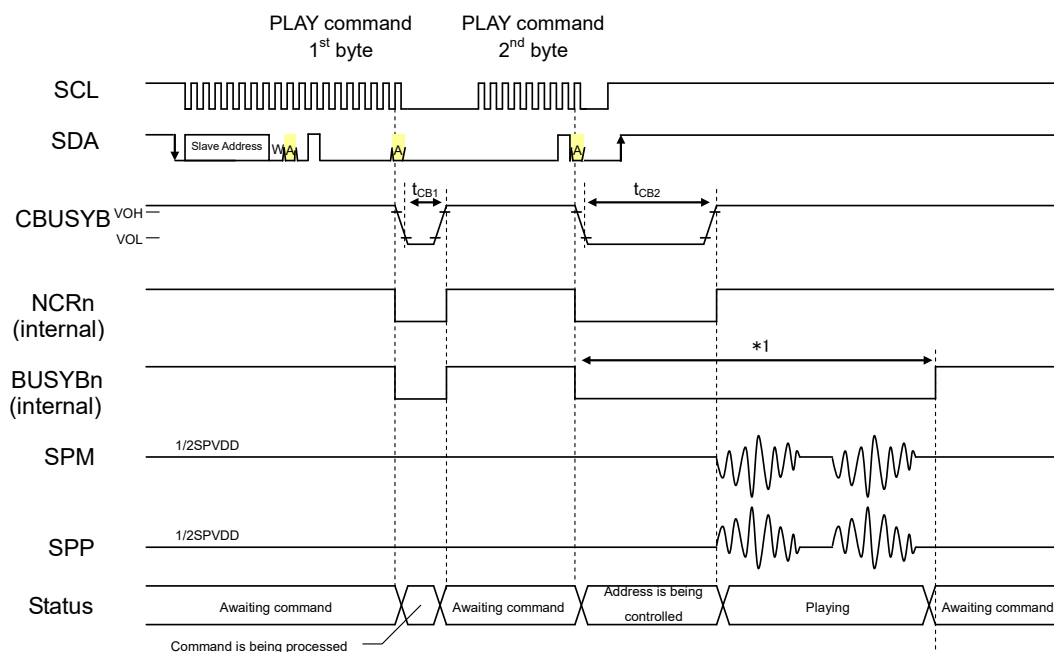 PLAY command
1st byte
PLAY command
2nd byte
SCL
SDA
Slave Address
W
A
A
A
CBUSYB
VOH
VOL
tCB1
tCB2
NCRn
(internal)
*1
BUSYBn
(internal)
SPM
1/2SPVDD
SPP
1/2SPVDD
Status
Awaiting command
Awaiting command
Address is being
controlled
Playing
Awaiting command
Command is being processed